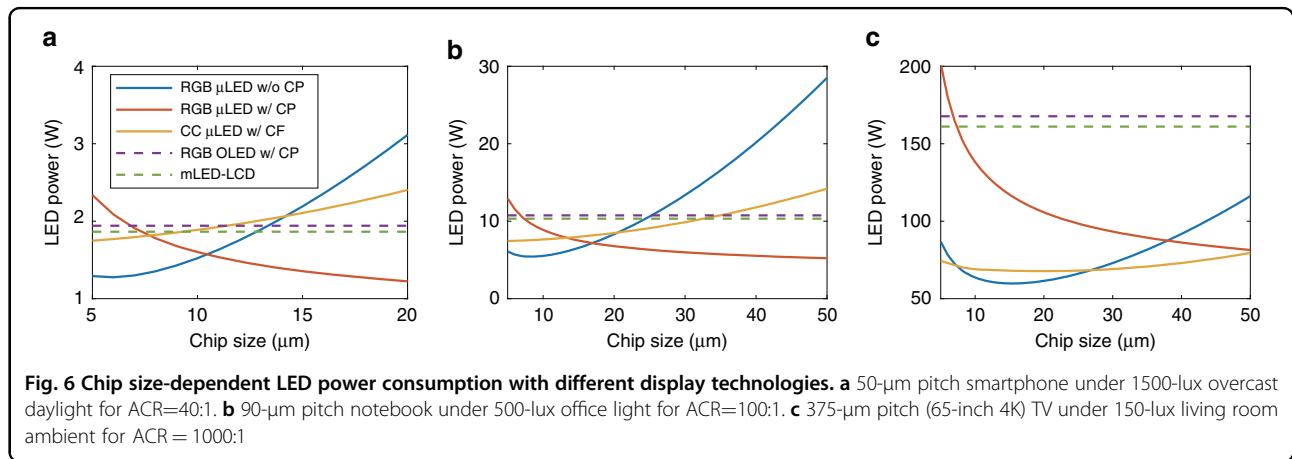 a
b
c
4
3
2
1
LED power (W)
5
10
15
20
Chip size (μm)
RGB μLED w/o CP
RGB μLED w/ CP
CC μLED w/ CF
RGB OLED w/ CP
mLED-LCD
30
20
10
0
LED power (W)
10
20
30
40
50
Chip size (μm)
200
150
100
50
LED power (W)
10
20
30
40
50
Chip size (μm)
Fig. 6 Chip size-dependent LED power consumption with different display technologies. a 50-μm pitch smartphone under 1500-lux overcast
daylight for ACR=40:1. b 90-μm pitch notebook under 500-lux office light for ACR=100:1. c 375-μm pitch (65-inch 4K) TV under 150-lux living room
ambient for ACR = 1000:1